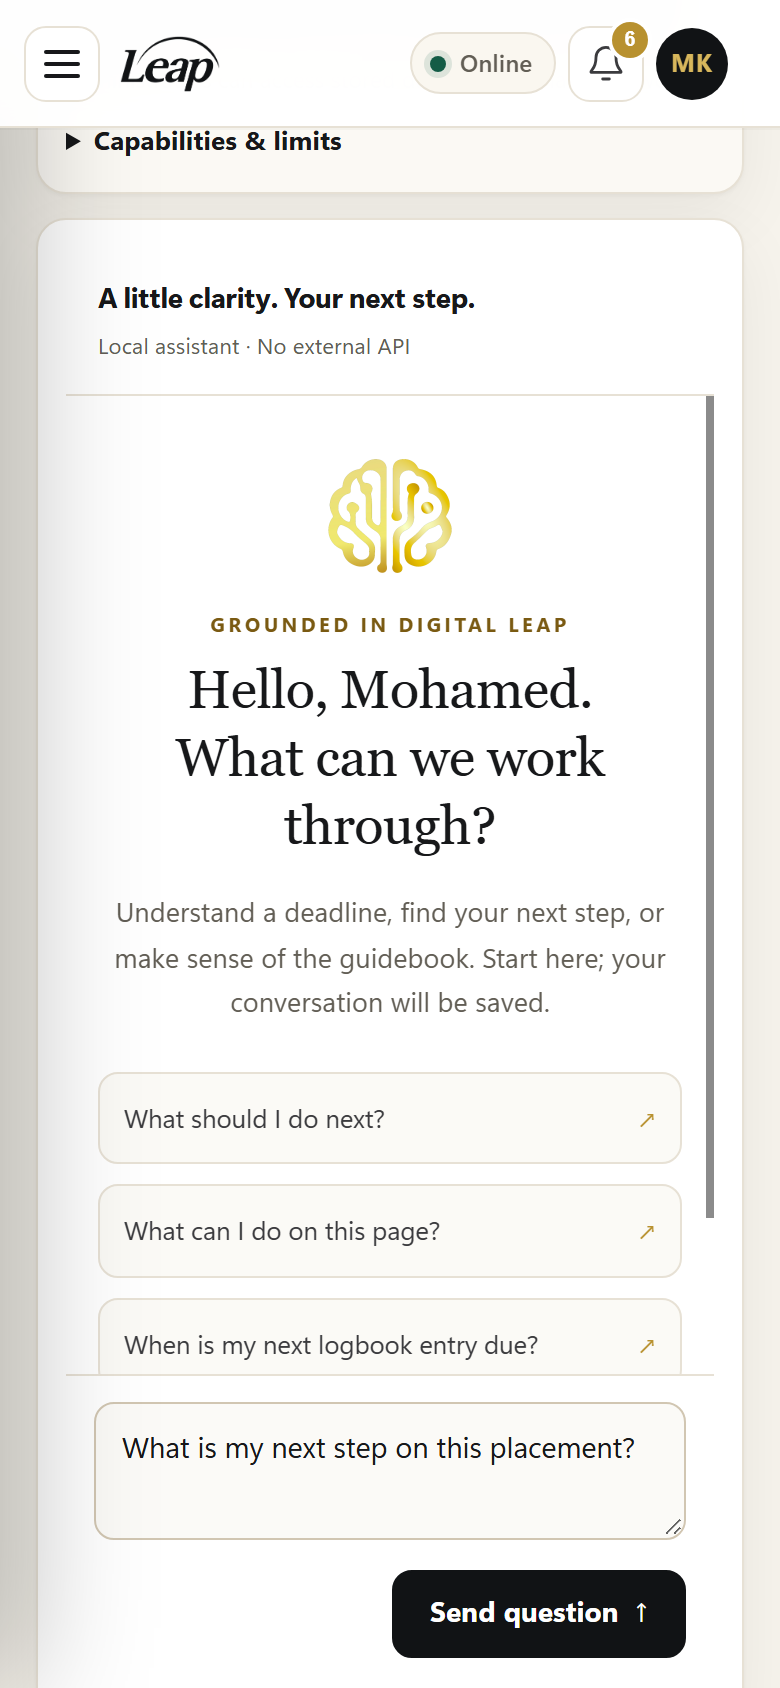 Leap
Online
6
MK
Capabilities & limits
A little clarity. Your next step.
Local assistant · No external API
GROUNDED IN DIGITAL LEAP
Hello, Mohamed.
What can we work
through?
Understand a deadline, find your next step, or
make sense of the guidebook. Start here; your
conversation will be saved.
What should I do next? ↗
What can I do on this page? ↗
When is my next logbook entry due? ↗
What is my next step on this placement?
Send question ↑